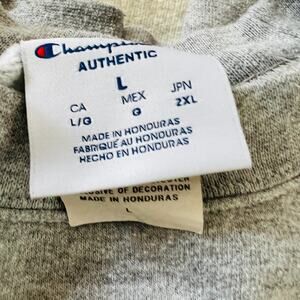 Champion
AUTHENTIC
L
CA MEX JPN
L/G G 2XL
MADE IN HONDURAS
FABRIQUÉ AU HONDURAS
HECHO EN HONDURAS
OF DECORATION
MADE IN HONDURAS
L